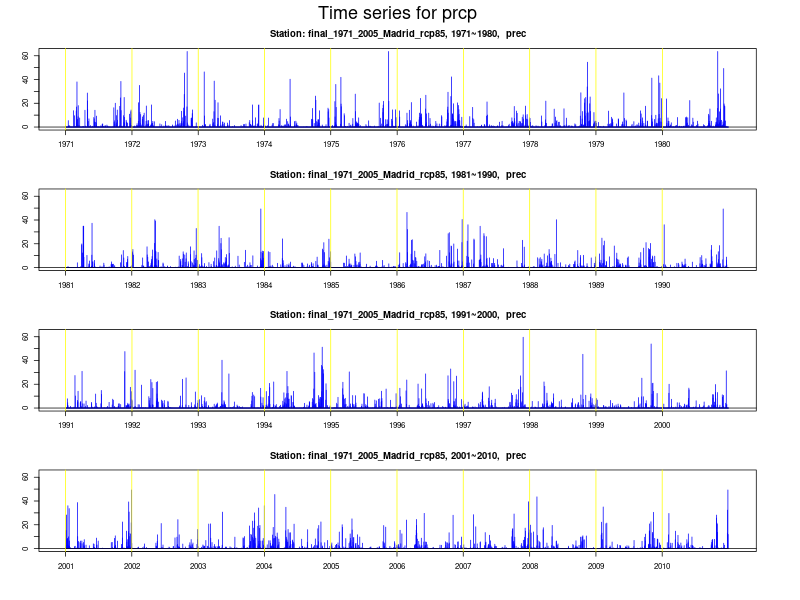 Time series for prcp
Station: final_1971_2005_Madrid_rcp85, 1971~1980, prec
0 20 40 60
1971 1972 1973 1974 1975 1976 1977 1978 1979 1980
Station: final_1971_2005_Madrid_rcp85, 1981~1990, prec
0 20 40 60
1981 1982 1983 1984 1985 1986 1987 1988 1989 1990
Station: final_1971_2005_Madrid_rcp85, 1991~2000, prec
0 20 40 60
1991 1992 1993 1994 1995 1996 1997 1998 1999 2000
Station: final_1971_2005_Madrid_rcp85, 2001~2010, prec
0 20 40 60
2001 2002 2003 2004 2005 2006 2007 2008 2009 2010